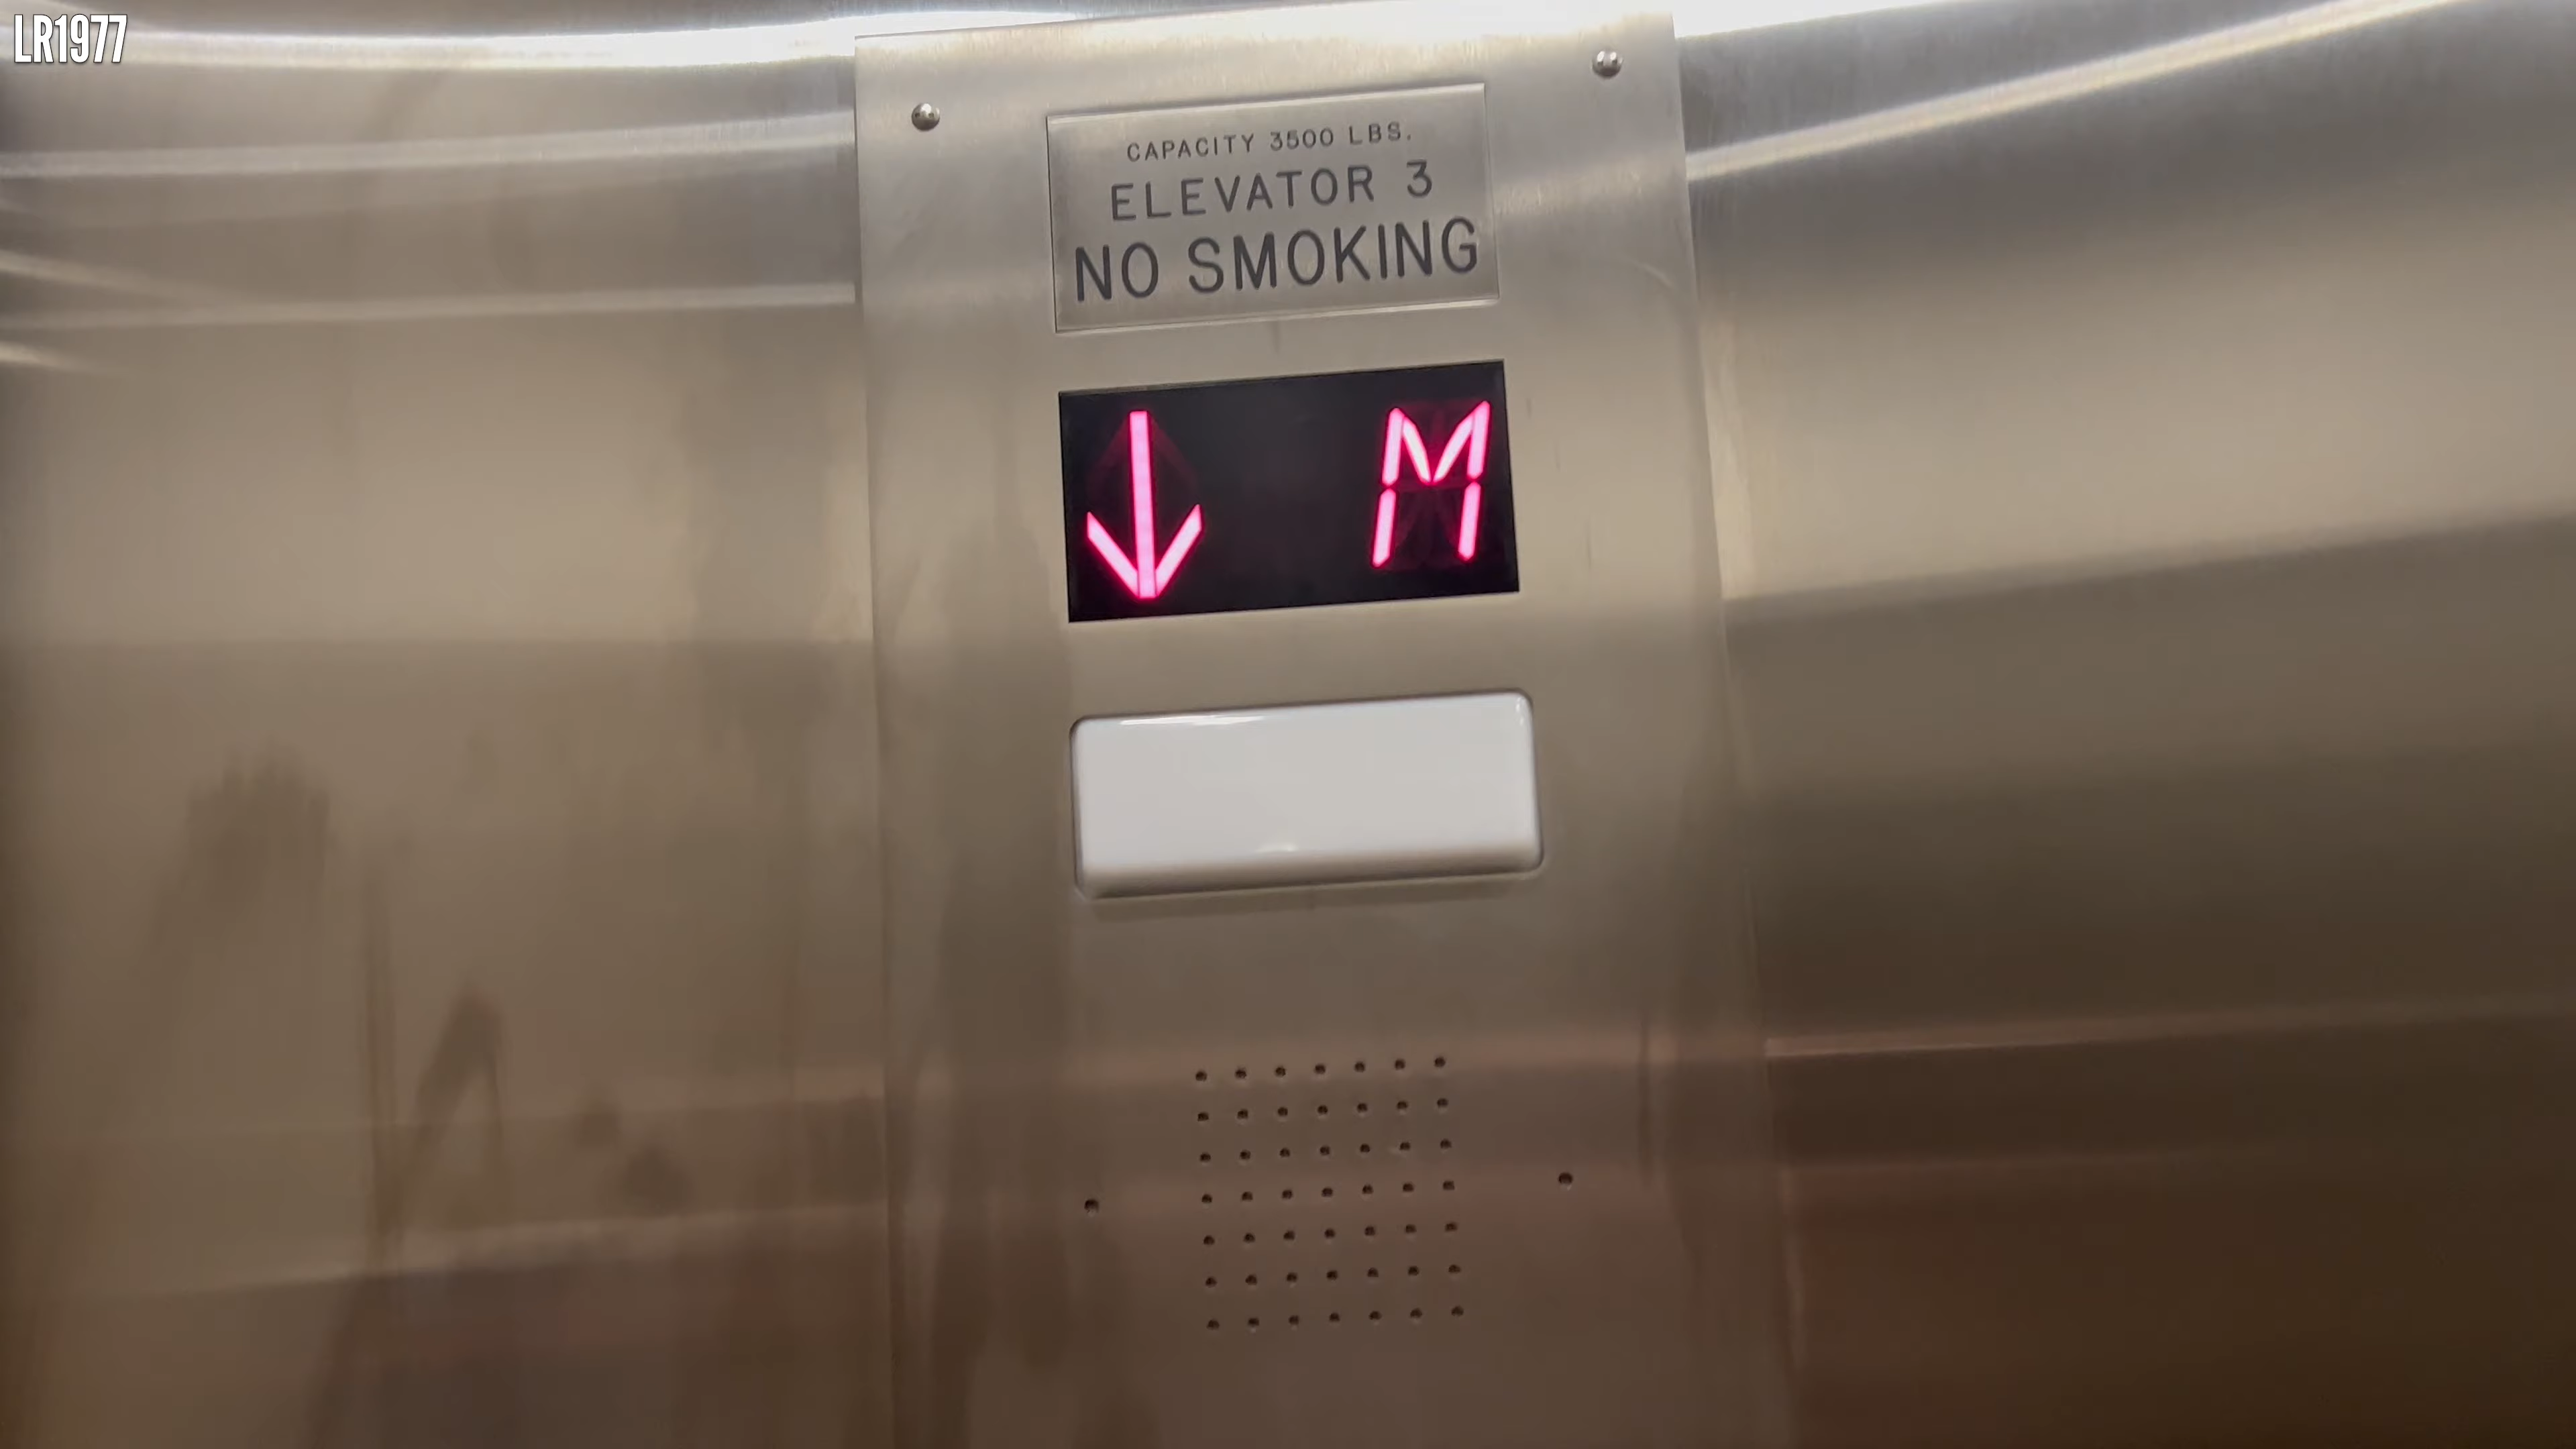 LR1977
CAPACITY 3500 LBS.
ELEVATOR 3
NO SMOKING
↓ M